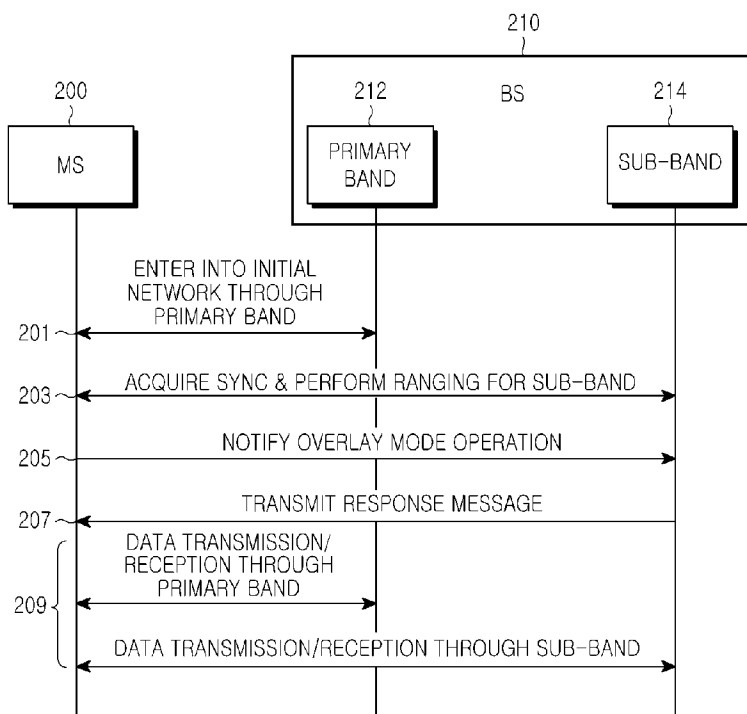 210
200
212
BS
214
MS
PRIMARY
BAND
SUB-BAND
ENTER INTO INITIAL
NETWORK THROUGH
PRIMARY BAND
201
ACQUIRE SYNC & PERFORM RANGING FOR SUB-BAND
203
NOTIFY OVERLAY MODE OPERATION
205
TRANSMIT RESPONSE MESSAGE
207
DATA TRANSMISSION/
RECEPTION THROUGH
PRIMARY BAND
209
DATA TRANSMISSION/RECEPTION THROUGH SUB-BAND